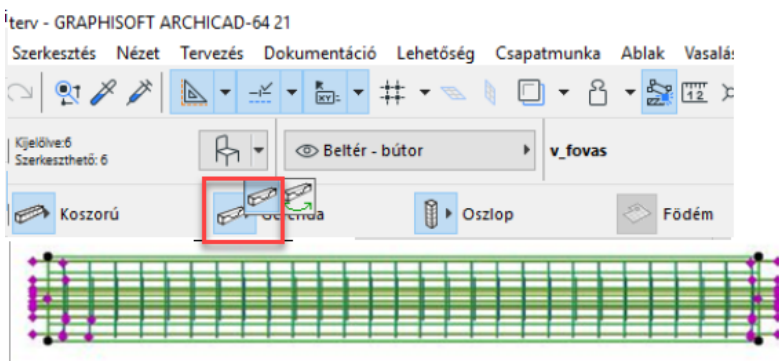 terv - GRAPHISOFT ARCHICAD-64 21
Szerkesztés Nézet Tervezés Dokumentáció Lehetőség Csapatmunka Ablak Vasalás
Kijelölve:6
Szerkeszthető: 6
Beltér - bútor
v_fovas
Koszorú
Gerenda
Oszlop
Födém